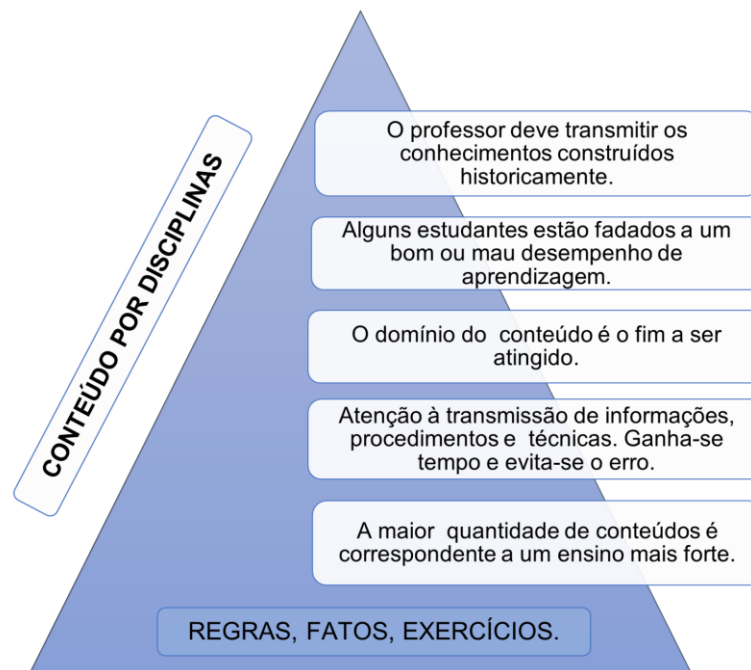 CONTEÚDO POR DISCIPLINAS
O professor deve transmitir os
conhecimentos construídos
historicamente.
Alguns estudantes estão fadados a um
bom ou mau desempenho de
aprendizagem.
O domínio do conteúdo é o fim a ser
atingido.
Atenção à transmissão de informações,
procedimentos e técnicas. Ganha-se
tempo e evita-se o erro.
A maior quantidade de conteúdos é
correspondente a um ensino mais forte.
REGRAS, FATOS, EXERCÍCIOS.